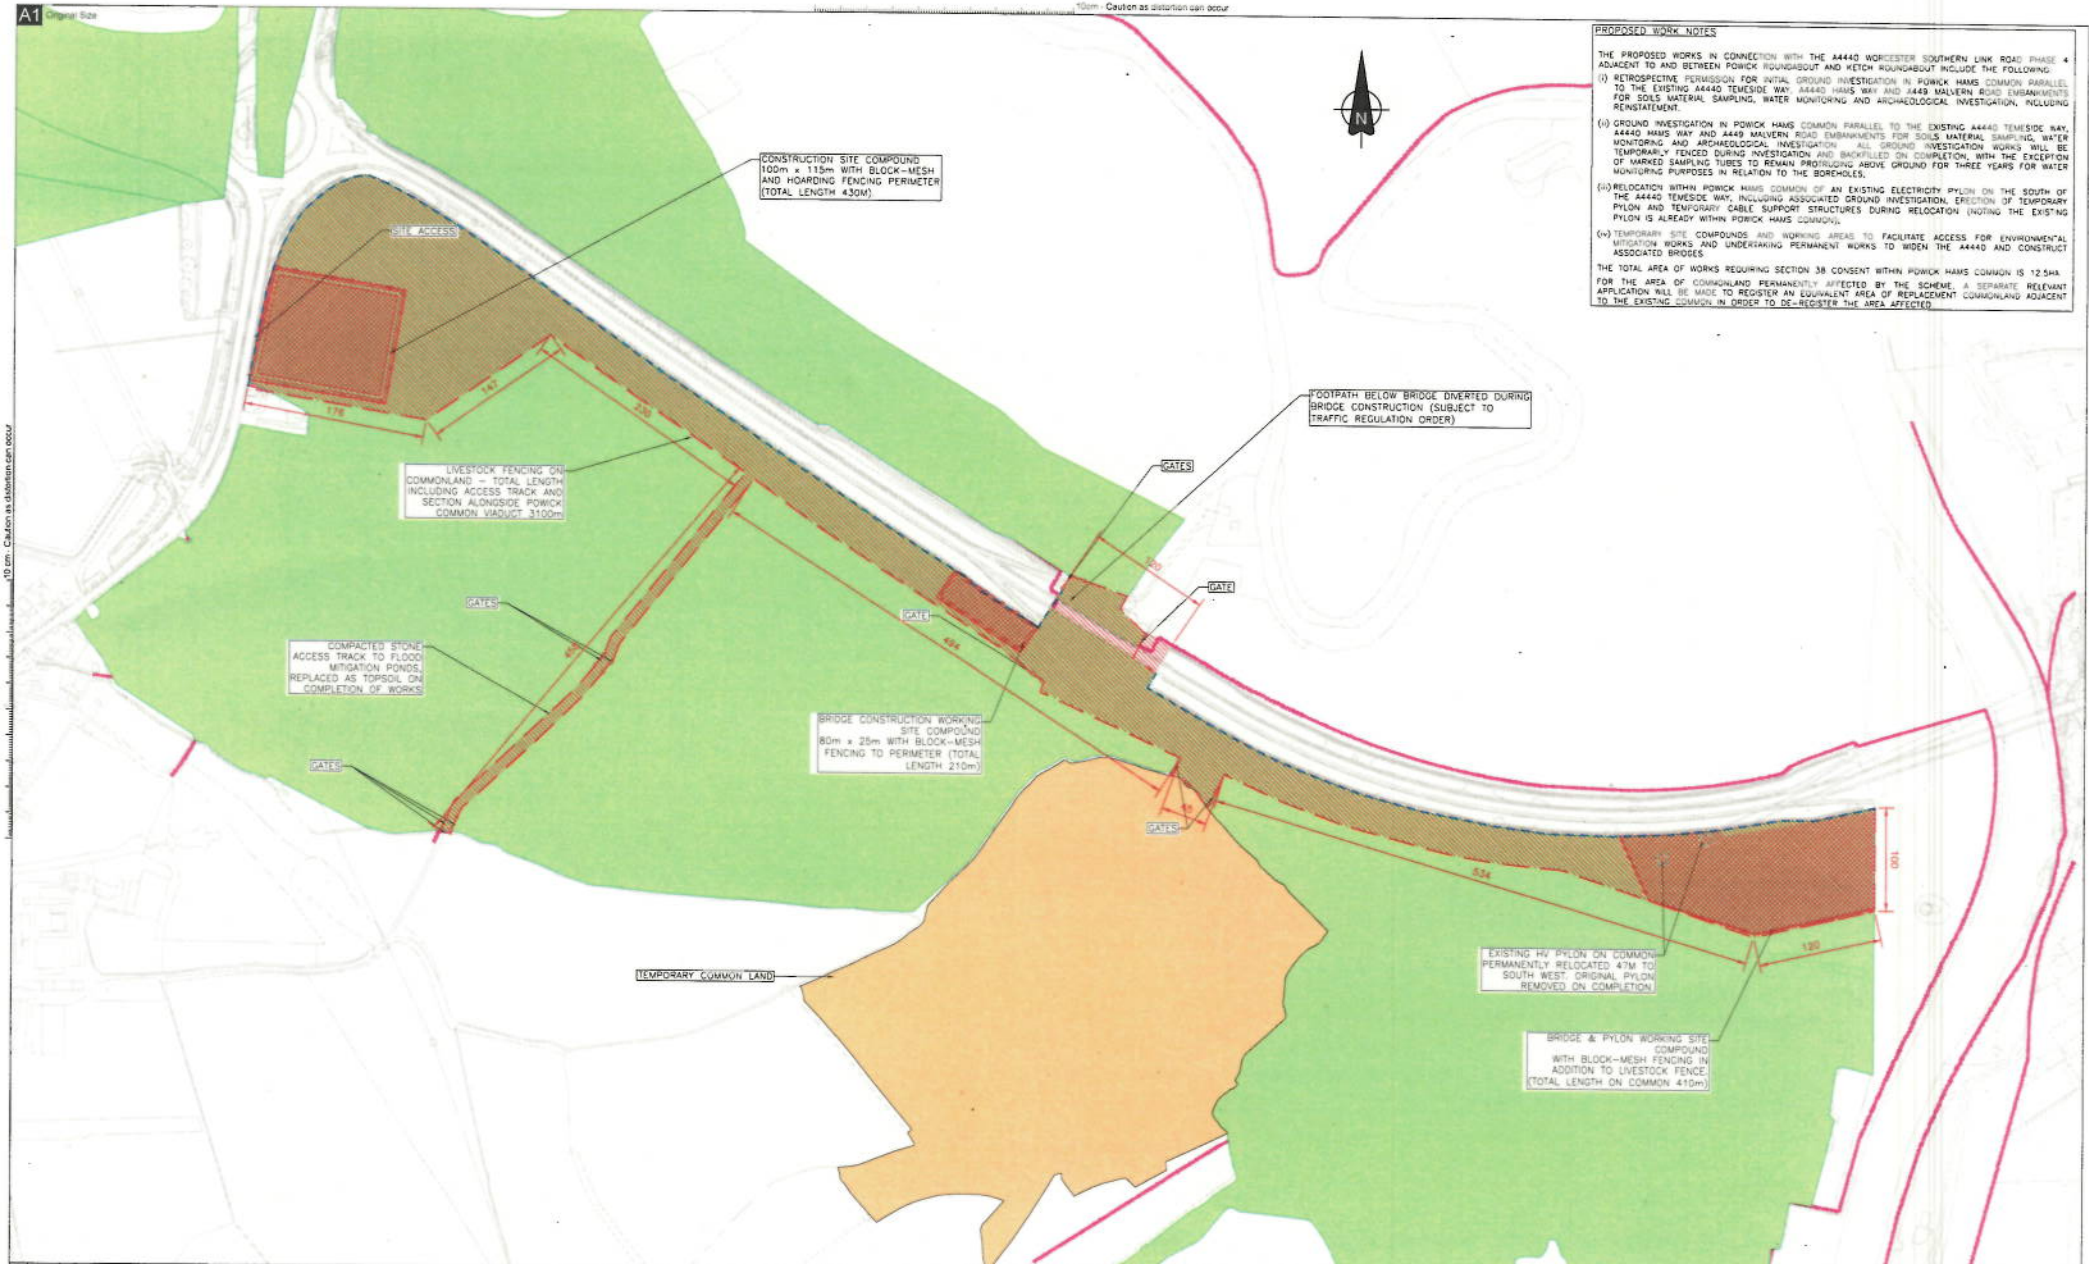 A1 Original Size
10cm - Caution as distortion can occur
10 cm - Caution as distortion can occur
PROPOSED WORK NOTES
THE PROPOSED WORKS IN CONNECTION WITH THE A4440 WORCESTER SOUTHERN LINK ROAD PHASE 4
ADJACENT TO AND BETWEEN POWICK ROUNDABOUT AND KETCH ROUNDABOUT INCLUDE THE FOLLOWING:
(i) RETROSPECTIVE PERMISSION FOR INITIAL GROUND INVESTIGATION IN POWICK HAMS COMMON PARALLEL
TO THE EXISTING A4440 TEMESIDE WAY, A4440 HAMS WAY AND A449 MALVERN ROAD EMBANKMENTS
FOR SOILS MATERIAL SAMPLING, WATER MONITORING AND ARCHAEOLOGICAL INVESTIGATION, INCLUDING
REINSTATEMENT.
(ii) GROUND INVESTIGATION IN POWICK HAMS COMMON PARALLEL TO THE EXISTING A4440 TEMESIDE WAY,
A4440 HAMS WAY AND A449 MALVERN ROAD EMBANKMENTS FOR SOILS MATERIAL SAMPLING, WATER
MONITORING AND ARCHAEOLOGICAL INVESTIGATION ALL GROUND INVESTIGATION WORKS WILL BE
TEMPORARILY FENCED DURING INVESTIGATION AND BACKFILLED ON COMPLETION, WITH THE EXCEPTION
OF MARKED SAMPLING TUBES TO REMAIN PROTRUDING ABOVE GROUND FOR THREE YEARS FOR WATER
MONITORING PURPOSES IN RELATION TO THE BOREHOLES.
(iii) RELOCATION WITHIN POWICK HAMS COMMON OF AN EXISTING ELECTRICITY PYLON ON THE SOUTH OF
THE A4440 TEMESIDE WAY, INCLUDING ASSOCIATED GROUND INVESTIGATION, ERECTION OF TEMPORARY
PYLON AND TEMPORARY CABLE SUPPORT STRUCTURES DURING RELOCATION (NOTING THE EXISTING
PYLON IS ALREADY WITHIN POWICK HAMS COMMON).
(iv) TEMPORARY SITE COMPOUNDS AND WORKING AREAS TO FACILITATE ACCESS FOR ENVIRONMENTAL
MITIGATION WORKS AND UNDERTAKING PERMANENT WORKS TO WIDEN THE A4440 AND CONSTRUCT
ASSOCIATED BRIDGES
THE TOTAL AREA OF WORKS REQUIRING SECTION 38 CONSENT WITHIN POWICK HAMS COMMON IS 12.5HA
FOR THE AREA OF COMMONLAND PERMANENTLY AFFECTED BY THE SCHEME, A SEPARATE RELEVANT
APPLICATION WILL BE MADE TO REGISTER AN EQUIVALENT AREA OF REPLACEMENT COMMONLAND ADJACENT
TO THE EXISTING COMMON IN ORDER TO DE-REGISTER THE AREA AFFECTED
N
CONSTRUCTION SITE COMPOUND
100m x 115m WITH BLOCK-MESH
AND HOARDING FENCING PERIMETER
(TOTAL LENGTH 430M)
SITE ACCESS
176
147
230
FOOTPATH BELOW BRIDGE DIVERTED DURING
BRIDGE CONSTRUCTION (SUBJECT TO
TRAFFIC REGULATION ORDER)
LIVESTOCK FENCING ON
COMMONLAND - TOTAL LENGTH
INCLUDING ACCESS TRACK AND
SECTION ALONGSIDE POWICK
COMMON VIADUCT 3100m
GATES
120
GATE
GATES
GATE
494
COMPACTED STONE
ACCESS TRACK TO FLOOD
MITIGATION PONDS,
REPLACED AS TOPSOIL ON
COMPLETION OF WORKS
BRIDGE CONSTRUCTION WORKING
SITE COMPOUND
80m x 25m WITH BLOCK-MESH
FENCING TO PERIMETER (TOTAL
LENGTH 210m)
GATES
GATES
534
100
120
TEMPORARY COMMON LAND
EXISTING HV PYLON ON COMMON
PERMANENTLY RELOCATED 47M TO
SOUTH WEST. ORIGINAL PYLON
REMOVED ON COMPLETION
BRIDGE & PYLON WORKING SITE
COMPOUND
WITH BLOCK-MESH FENCING IN
ADDITION TO LIVESTOCK FENCE.
(TOTAL LENGTH ON COMMON 410m)